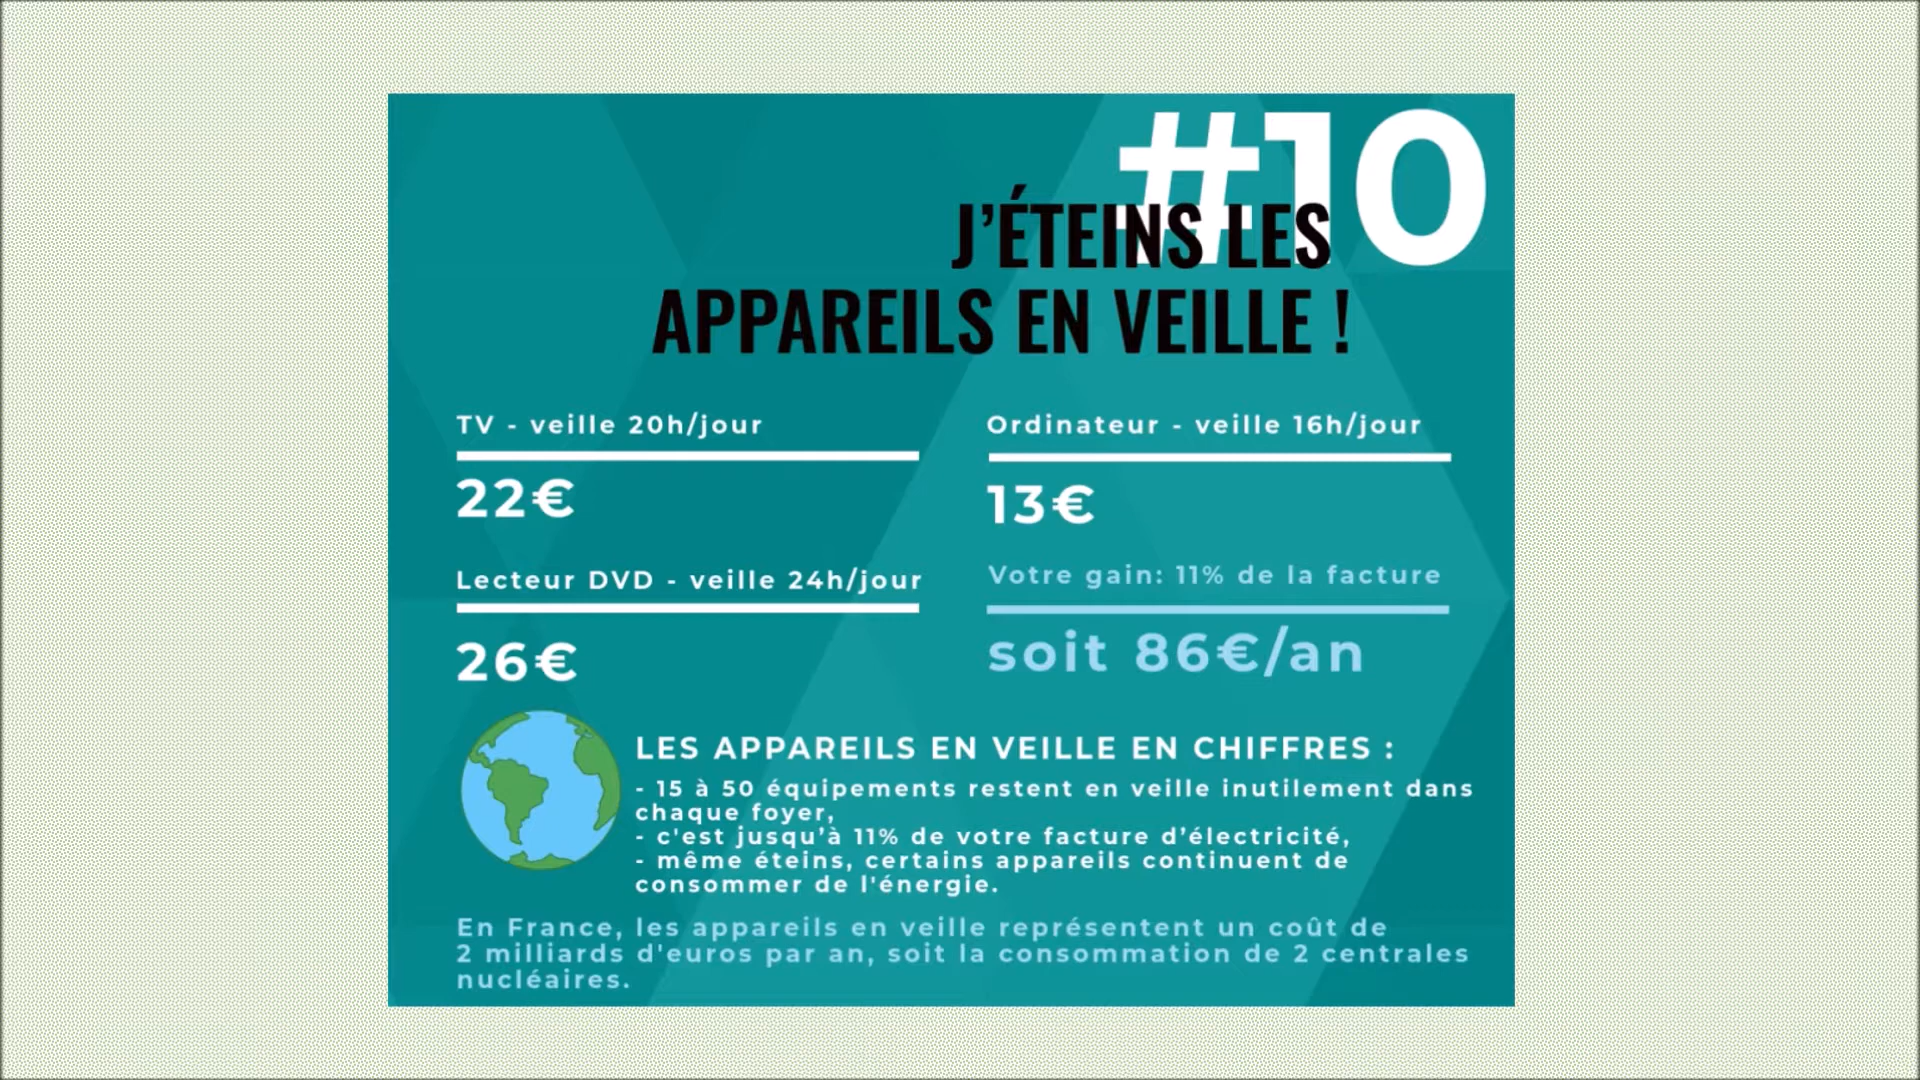 #10
J’ÉTEINS LES
APPAREILS EN VEILLE !
TV - veille 20h/jour
22€
Ordinateur - veille 16h/jour
13€
Lecteur DVD - veille 24h/jour
26€
Votre gain: 11% de la facture
soit 86€/an
LES APPAREILS EN VEILLE EN CHIFFRES :
- 15 à 50 équipements restent en veille inutilement dans
chaque foyer,
- c'est jusqu’à 11% de votre facture d’électricité,
- même éteins, certains appareils continuent de
consommer de l'énergie.
En France, les appareils en veille représentent un coût de
2 milliards d'euros par an, soit la consommation de 2 centrales
nucléaires.